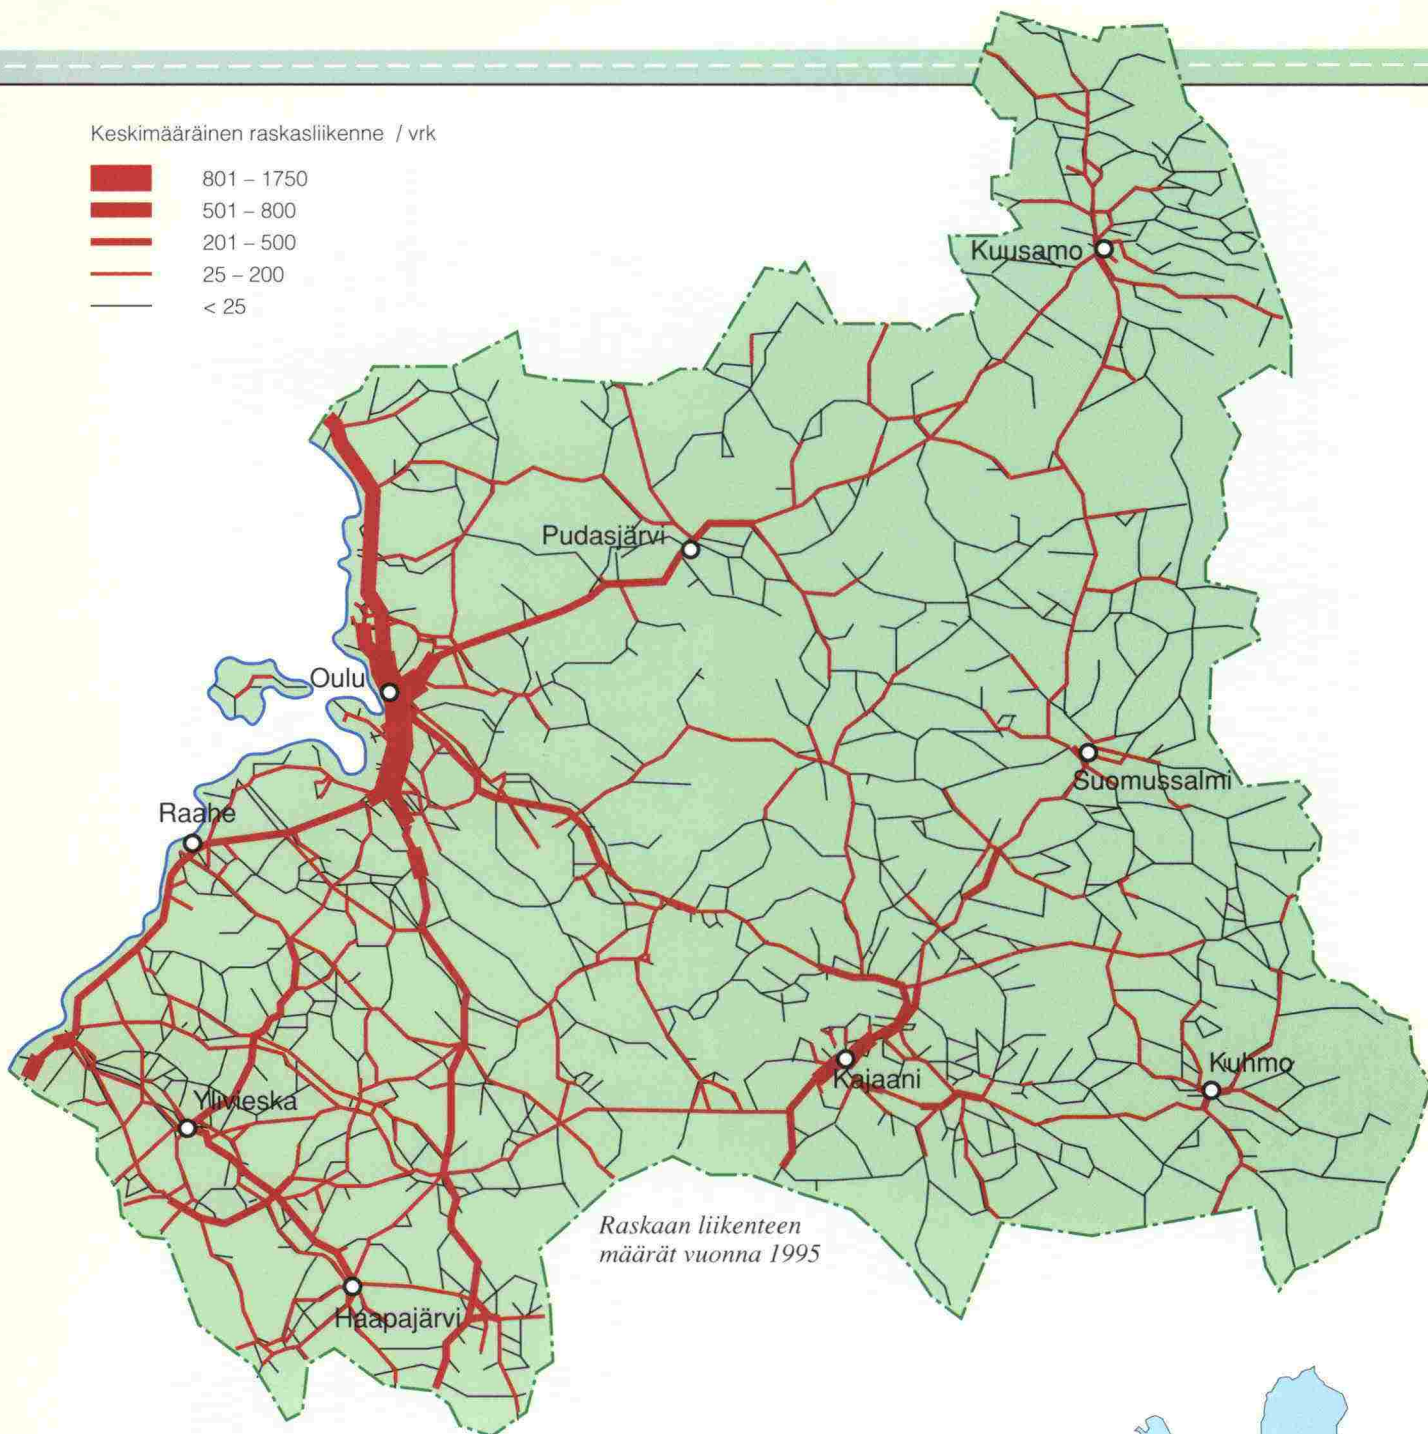 Keskimääräinen raskasliikenne / vrk
801 – 1750
501 – 800
201 – 500
25 – 200
< 25
Kuusamo
Pudasjärvi
Oulu
Suomussalmi
Raahe
Kajaani
Kuhmo
Ylivieska
Raskaan liikenteen
määrät vuonna 1995
Haapajärvi